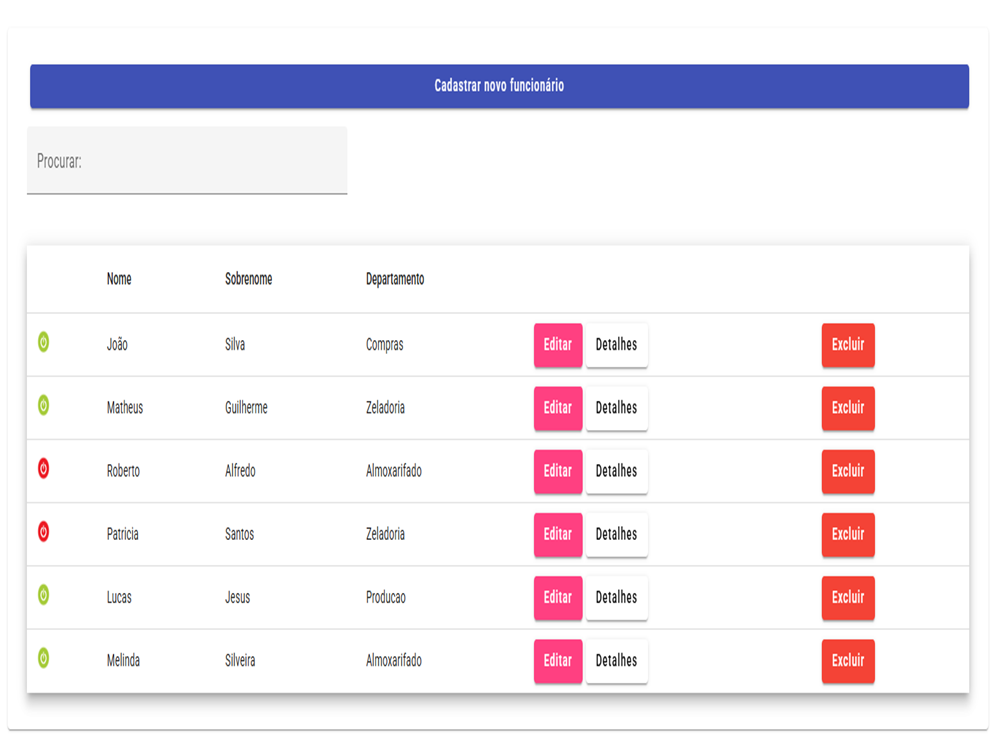 Cadastrar novo funcionário
Procurar:
Nome Sobrenome Departamento
João Silva Compras Editar Detalhes Excluir
Matheus Guilherme Zeladoria Editar Detalhes Excluir
Roberto Alfredo Almoxarifado Editar Detalhes Excluir
Patricia Santos Zeladoria Editar Detalhes Excluir
Lucas Jesus Producao Editar Detalhes Excluir
Melinda Silveira Almoxarifado Editar Detalhes Excluir